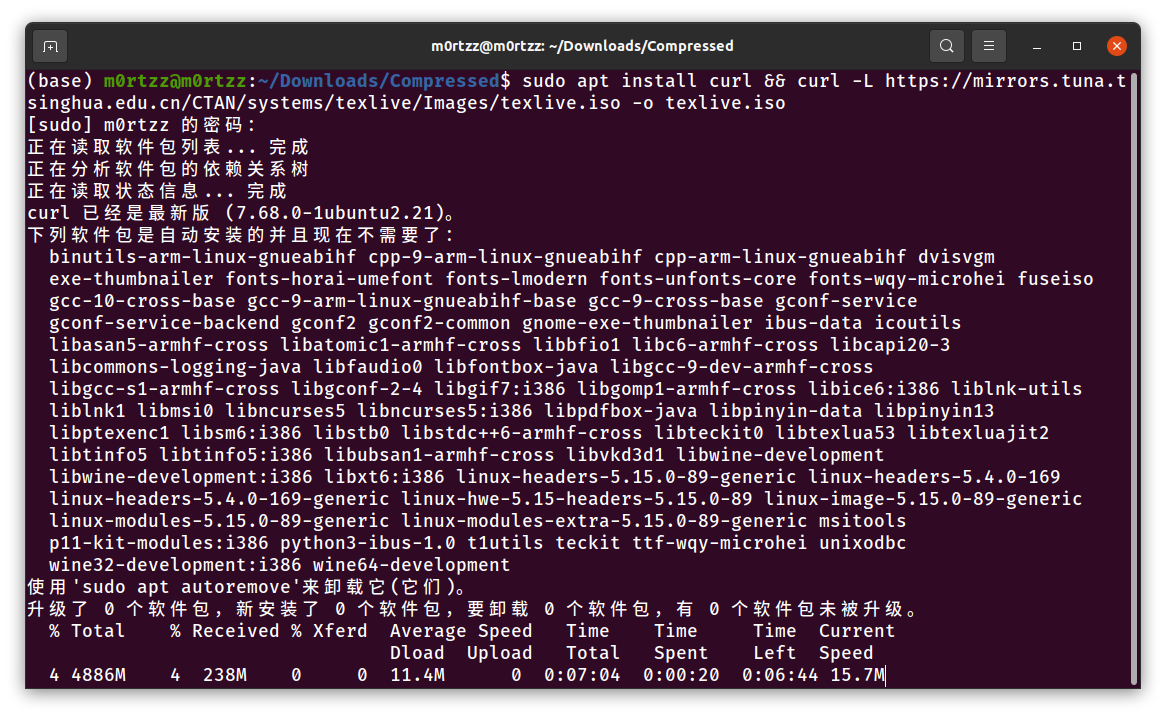 m0rtzz@m0rtzz: ~/Downloads/Compressed
(base) m0rtzz@m0rtzz:~/Downloads/Compressed$ sudo apt install curl && curl -L https://mirrors.tuna.t
singhua.edu.cn/CTAN/systems/texlive/Images/texlive.iso -o texlive.iso
[sudo] m0rtzz 的密码：
正在读取软件包列表... 完成
正在分析软件包的依赖关系树
正在读取状态信息... 完成
curl 已经是最新版 (7.68.0-1ubuntu2.21)。
下列软件包是自动安装的并且现在不需要了：
  binutils-arm-linux-gnueabihf cpp-9-arm-linux-gnueabihf cpp-arm-linux-gnueabihf dvisvgm
  exe-thumbnailer fonts-horai-umefont fonts-lmodern fonts-unfonts-core fonts-wqy-microhei fuseiso
  gcc-10-cross-base gcc-9-arm-linux-gnueabihf-base gcc-9-cross-base gconf-service
  gconf-service-backend gconf2 gconf2-common gnome-exe-thumbnailer ibus-data icoutils
  libasan5-armhf-cross libatomic1-armhf-cross libbfio1 libc6-armhf-cross libcapi20-3
  libcommons-logging-java libfaudio0 libfontbox-java libgcc-9-dev-armhf-cross
  libgcc-s1-armhf-cross libgconf-2-4 libgif7:i386 libgomp1-armhf-cross libice6:i386 liblnk-utils
  liblnk1 libmsi0 libncurses5 libncurses5:i386 libpdfbox-java libpinyin-data libpinyin13
  libptexenc1 libsm6:i386 libstb0 libstdc++6-armhf-cross libteckit0 libtexlua53 libtexluajit2
  libtinfo5 libtinfo5:i386 libubsan1-armhf-cross libvkd3d1 libwine-development
  libwine-development:i386 libxt6:i386 linux-headers-5.15.0-89-generic linux-headers-5.4.0-169
  linux-headers-5.4.0-169-generic linux-hwe-5.15-headers-5.15.0-89 linux-image-5.15.0-89-generic
  linux-modules-5.15.0-89-generic linux-modules-extra-5.15.0-89-generic msitools
  p11-kit-modules:i386 python3-ibus-1.0 t1utils teckit ttf-wqy-microhei unixodbc
  wine32-development:i386 wine64-development
使用'sudo apt autoremove'来卸载它(它们)。
升级了 0 个软件包，新安装了 0 个软件包，要卸载 0 个软件包，有 0 个软件包未被升级。
  % Total    % Received % Xferd  Average Speed   Time    Time     Time  Current
                                 Dload  Upload   Total   Spent    Left  Speed
  4 4886M    4  238M    0     0  11.4M      0  0:07:04  0:00:20  0:06:44 15.7M